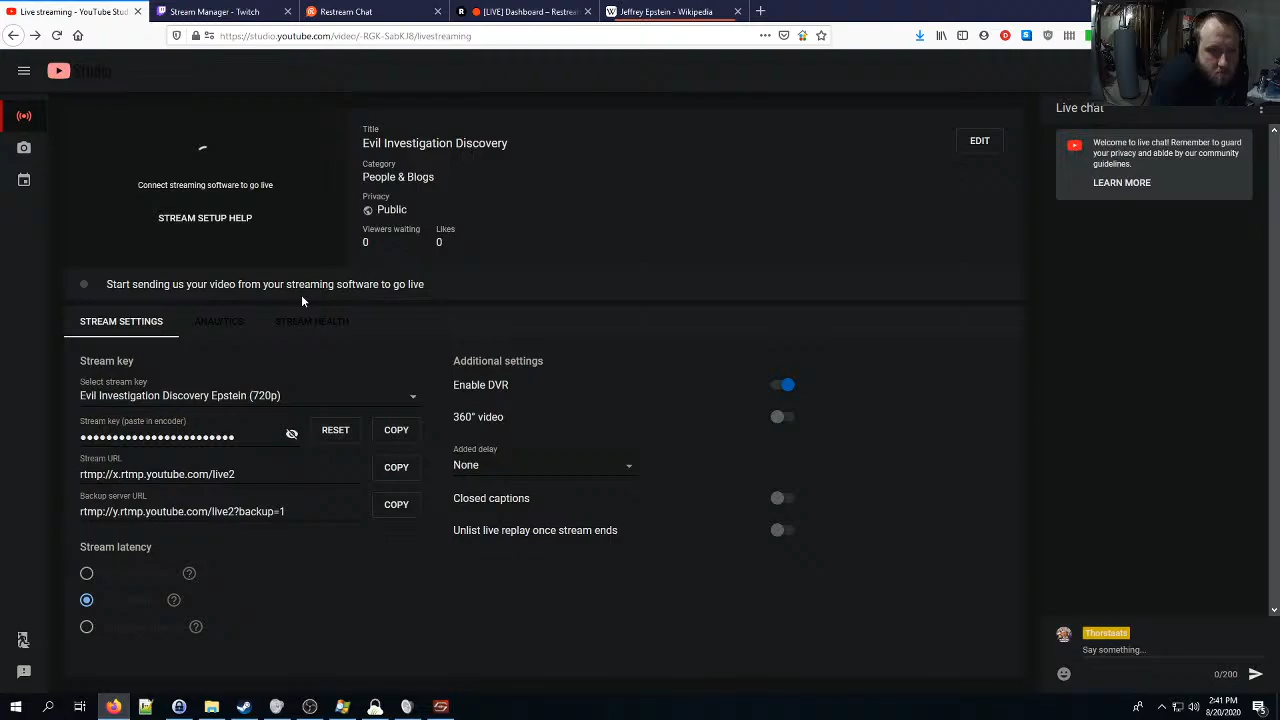 Live streaming - YouTube Stud
Stream Manager - Twitch
Restream Chat
[LIVE] Dashboard – Restrea
Jeffrey Epstein - Wikipedia
https://studio.youtube.com/video/-RGK-SabKJ8/livestreaming
Studio
Live chat
Connect streaming software to go live
STREAM SETUP HELP
Title
Evil Investigation Discovery
EDIT
Category
People & Blogs
Privacy
Public
Viewers waiting
Likes
0
0
Welcome to live chat! Remember to guard
your privacy and abide by our community
guidelines.
LEARN MORE
Start sending us your video from your streaming software to go live
STREAM SETTINGS
ANALYTICS
STREAM HEALTH
Stream key
Select stream key
Evil Investigation Discovery Epstein (720p)
Stream key (paste in encoder)
••••••••••••••••••••••••
RESET
COPY
Stream URL
rtmp://x.rtmp.youtube.com/live2
COPY
Backup server URL
rtmp://y.rtmp.youtube.com/live2?backup=1
COPY
Stream latency
Additional settings
Enable DVR
360° video
Added delay
None
Closed captions
Unlist live replay once stream ends
Thorstaats
Say something...
0/200
2:41 PM
8/20/2020